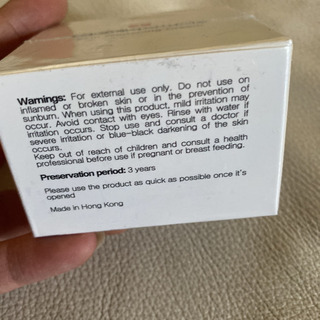 Warnings: For external use only. Do not use on
inflamed or broken skin or in the prevention of
sunburn. When using this product, mild irritation may
occur. Avoid contact with eyes. Rinse with water if
irritation occurs. Stop use and consult a doctor if
severe irritation or blue-black darkening of the skin
occurs.
Keep out of reach of children and consult a health
professional before use if pregnant or breast feeding.
Preservation period: 3 years
Please use the product as quick as possible once it's
opened
Made in Hong Kong